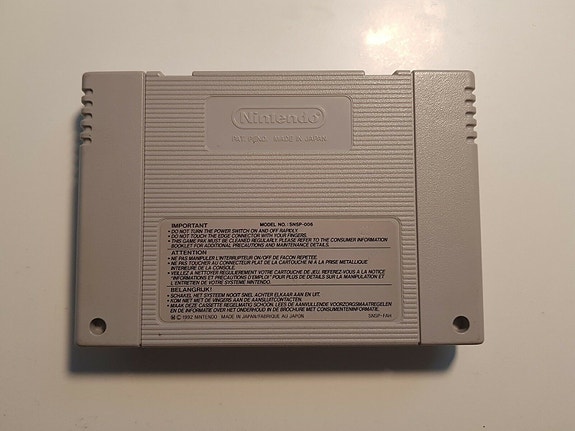 Nintendo
PAT. PEND. MADE IN JAPAN
IMPORTANT MODEL NO.: SNSP-006
• DO NOT TURN THE POWER SWITCH ON AND OFF RAPIDLY.
• DO NOT TOUCH THE EDGE CONNECTOR WITH YOUR FINGERS.
• THIS GAME PAK MUST BE CLEANED REGULARLY. PLEASE REFER TO THE CONSUMER INFORMATION
BOOKLET FOR ADDITIONAL PRECAUTIONS AND MAINTENANCE DETAILS.
ATTENTION
• NE PAS MANIPULER L'INTERRUPTEUR ON/OFF DE FACON REPETEE.
• NE PAS TOUCHER AU CONNECTOR PLAT DE LA CARTOUCHE NI A LA PRISE METALLIQUE
INTERIEURE DE LA CONSOLE.
• VEILLEZ A NETTOYER REGULIEREMENT VOTRE CARTOUCHE DE JEU. REFEREZ-VOUS A LA NOTICE
"INFORMATIONS ET PRECAUTIONS D'EMPLOI" POUR PLUS DE DETAILS SUR LA MANIPULATION ET
L ENTRETIEN DE VOTRE SYSTEME NINTENDO.
BELANGRIJK!
• SCHAKEL HET SYSTEEM NOOIT SNEL ACHTER ELKAAR AAN EN UIT.
• KOM NIET MET DE VINGERS AAN DE AANSLUITCONTACTEN.
• MAAK DEZE CASSETTE REGELMATIG SCHOON. LEES DE AANVULLENDE VOORZORGSMAATREGELEN
EN DE INFORMATIE OVER HET ONDERHOUD IN DE BROCHURE MET CONSUMENTENINFORMATIE.
© 1992 NINTENDO MADE IN JAPAN/FABRIQUE AU JAPON SNSP-FAH